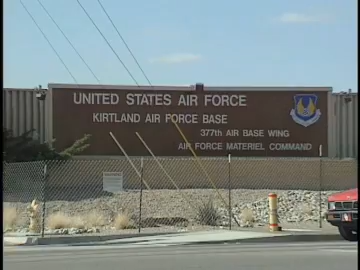 UNITED STATES AIR FORCE
KIRTLAND AIR FORCE BASE
377th AIR BASE WING
AIR FORCE MATERIEL COMMAND